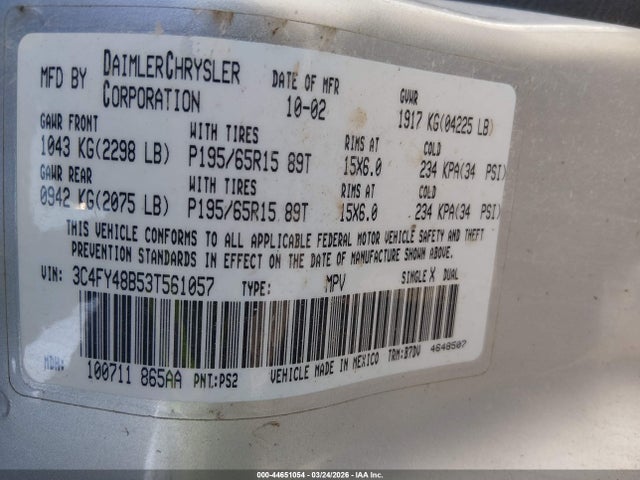 MFD BY DAIMLERCHRYSLER CORPORATION DATE OF MFR 10-02 GVWR 1917 KG(04225 LB)
GAWR FRONT WITH TIRES RIMS AT COLD
1043 KG(2298 LB) P195/65R15 89T 15X6.0 234 KPA(34 PSI)
GAWR REAR WITH TIRES RIMS AT COLD
0942 KG(2075 LB) P195/65R15 89T 15X6.0 234 KPA(34 PSI)
THIS VEHICLE CONFORMS TO ALL APPLICABLE FEDERAL MOTOR VEHICLE SAFETY AND THEFT
PREVENTION STANDARDS IN EFFECT ON THE DATE OF MANUFACTURE SHOWN ABOVE.
VIN: 3C4FY48B53T561057 TYPE: MPV SINGLE X DUAL
MDH: 100711 865AA PNT: PS2 VEHICLE MADE IN MEXICO TRM: B7DV 4648507
000-44651054 | 03/24/2026 | IAA Inc.